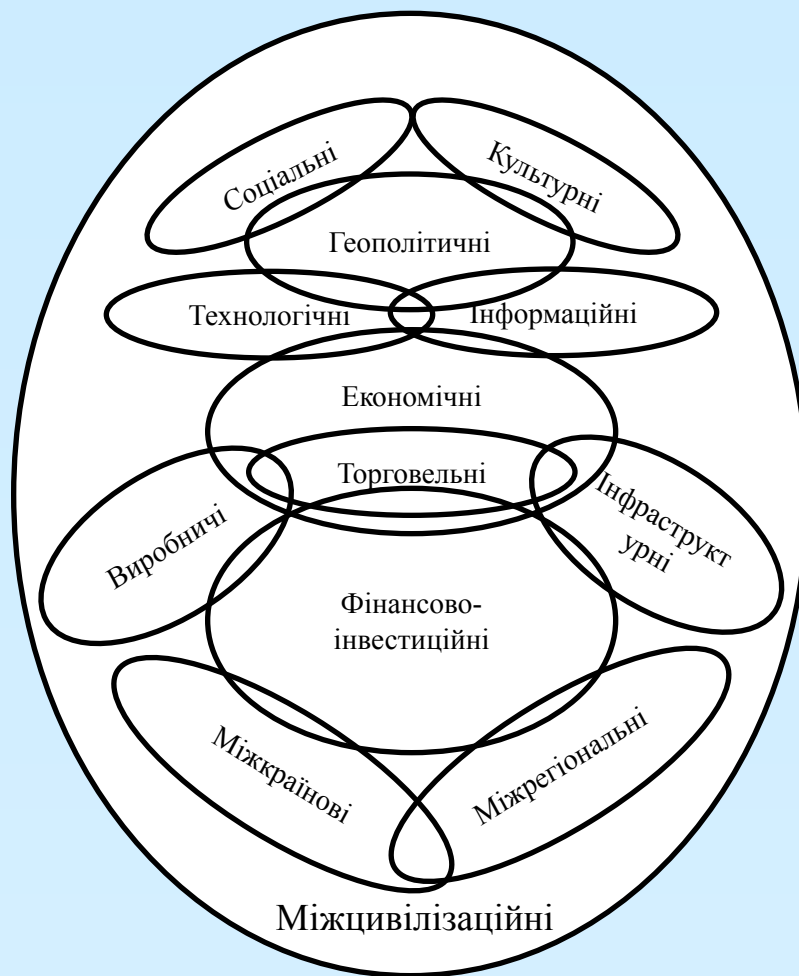 Соціальні
Культурні
Геополітичні
Технологічні
Інформаційні
Економічні
Торговельні
Виробничі
Інфраструкт
урні
Фінансово-
інвестиційні
Міжкраїнові
Міжрегіональні
Міжцивілізаційні